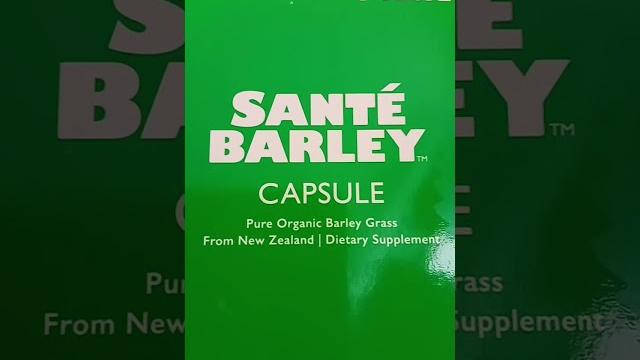 SANTÉ
BARLEY™
CAPSULE
Pure Organic Barley Grass
From New Zealand | Dietary Supplement